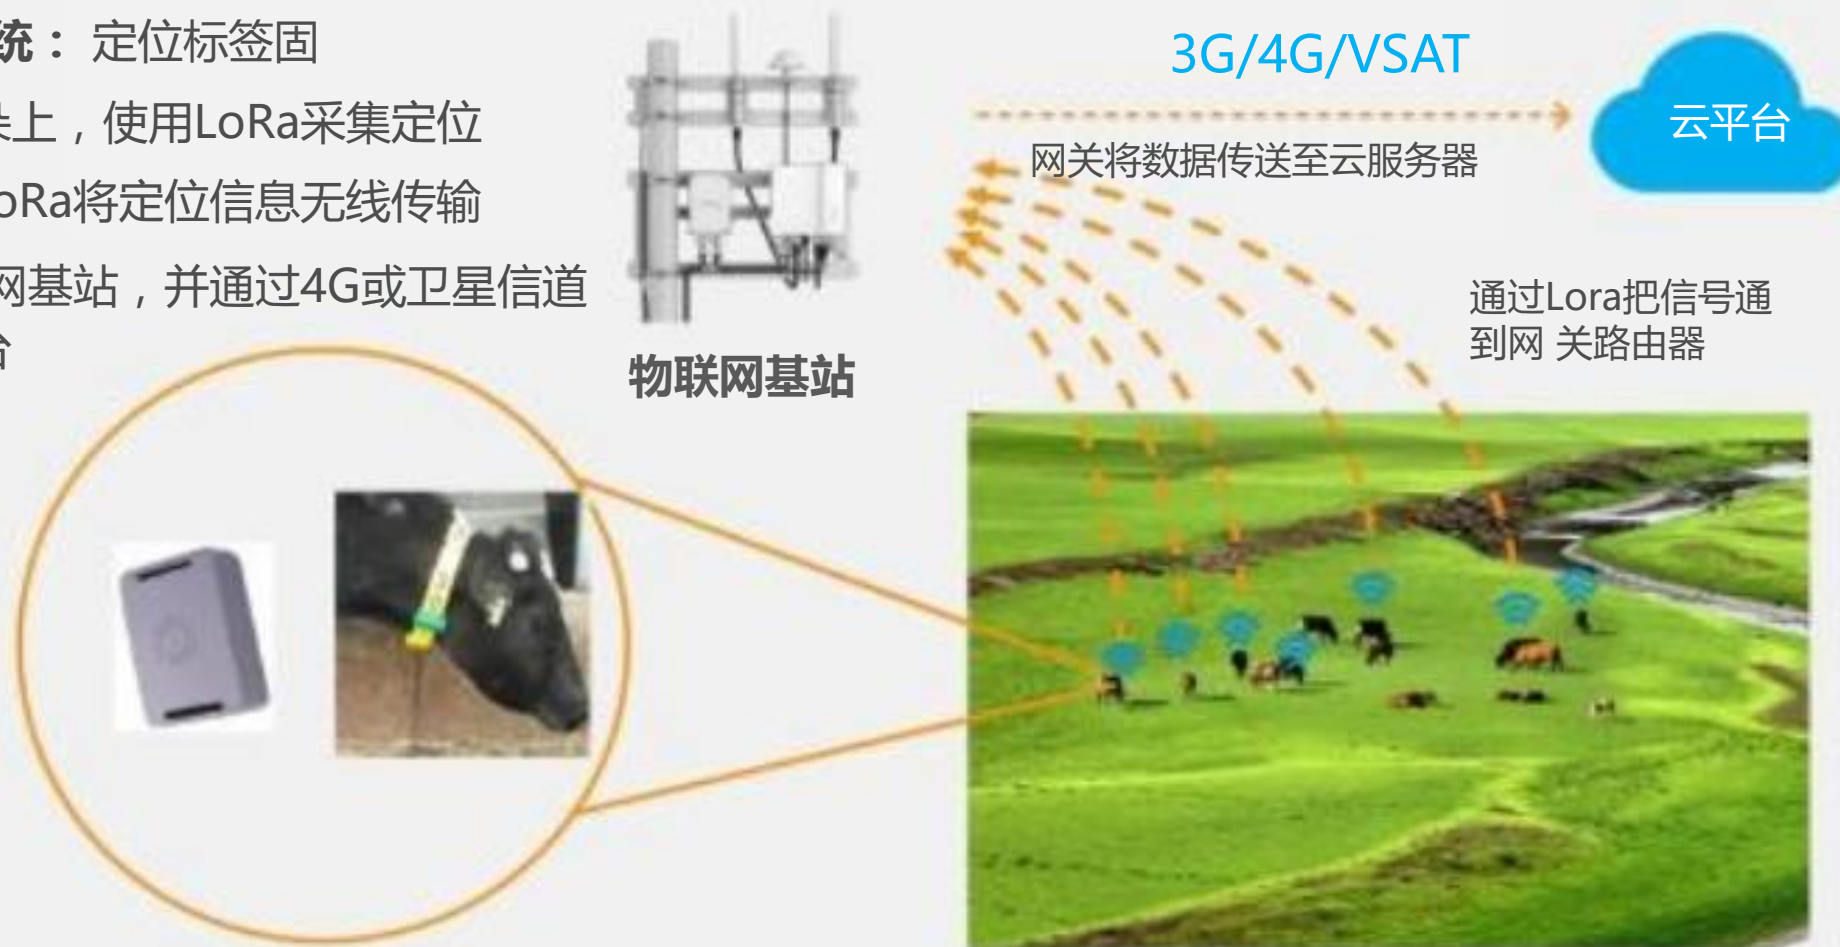 统：定位标签固
上，使用LoRa采集定位
oRa将定位信息无线传输
网基站，并通过4G或卫星信道
台
物联网基站
3G/4G/VSAT
云平台
网关将数据传送至云服务器
通过Lora把信号通
到网 关路由器